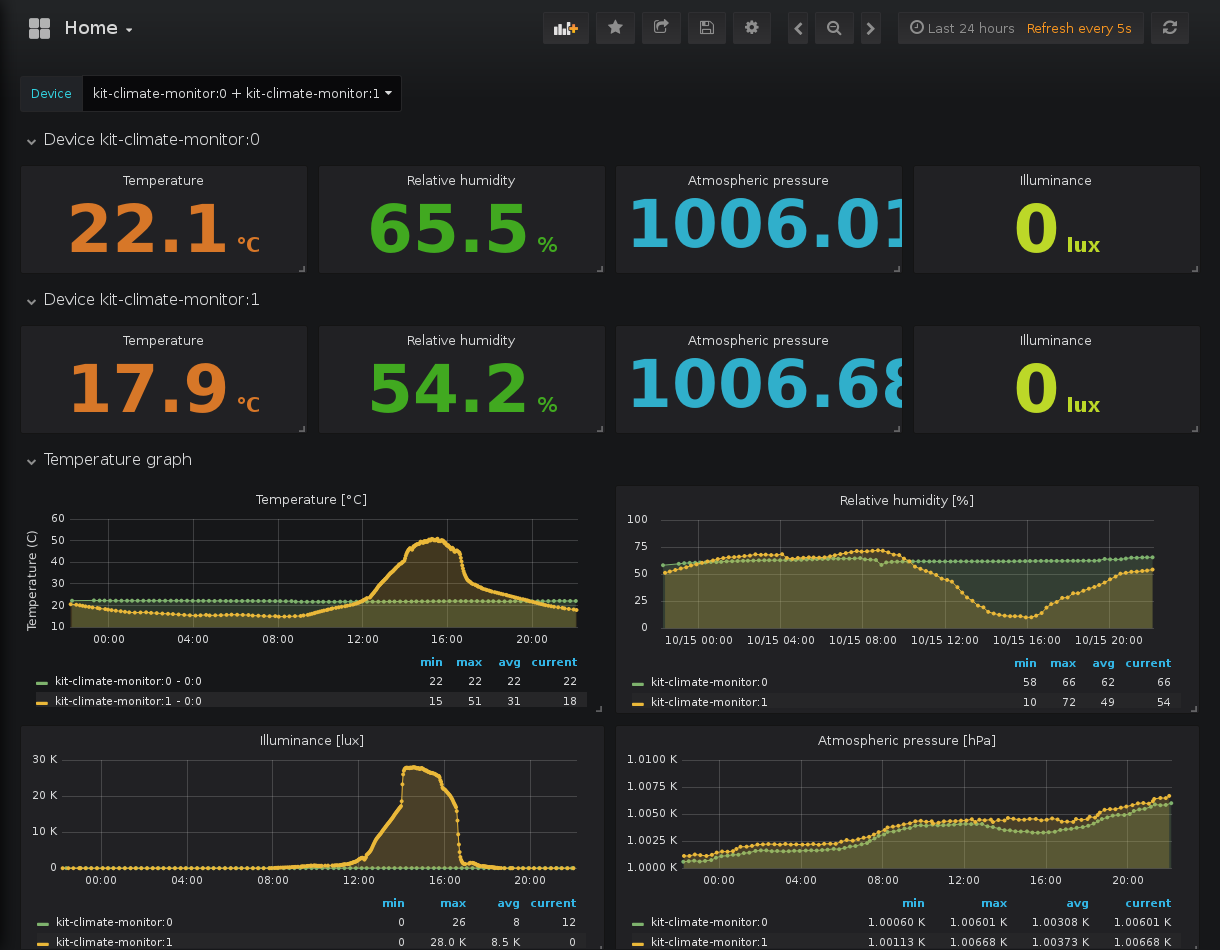 Home
Last 24 hours Refresh every 5s
Device kit-climate-monitor:0 + kit-climate-monitor:1
Device kit-climate-monitor:0
Temperature Relative humidity Atmospheric pressure Illuminance
22.1 °C 65.5 % 1006.01 0 lux
Device kit-climate-monitor:1
Temperature Relative humidity Atmospheric pressure Illuminance
17.9 °C 54.2 % 1006.68 0 lux
Temperature graph
Temperature [°C]
Temperature (C)
60
50
40
30
20
10
00:00 04:00 08:00 12:00 16:00 20:00
min max avg current
kit-climate-monitor:0 - 0:0 22 22 22 22
kit-climate-monitor:1 - 0:0 15 51 31 18
Relative humidity [%]
100
75
50
25
0
10/15 00:00 10/15 04:00 10/15 08:00 10/15 12:00 10/15 16:00 10/15 20:00
min max avg current
kit-climate-monitor:0 58 66 62 66
kit-climate-monitor:1 10 72 49 54
Illuminance [lux]
30 K
20 K
10 K
0
00:00 04:00 08:00 12:00 16:00 20:00
min max avg current
kit-climate-monitor:0 0 26 8 12
kit-climate-monitor:1 0 28.0 K 8.5 K 0
Atmospheric pressure [hPa]
1.0100 K
1.0075 K
1.0050 K
1.0025 K
1.0000 K
00:00 04:00 08:00 12:00 16:00 20:00
min max avg current
kit-climate-monitor:0 1.00060 K 1.00601 K 1.00308 K 1.00601 K
kit-climate-monitor:1 1.00113 K 1.00668 K 1.00373 K 1.00668 K